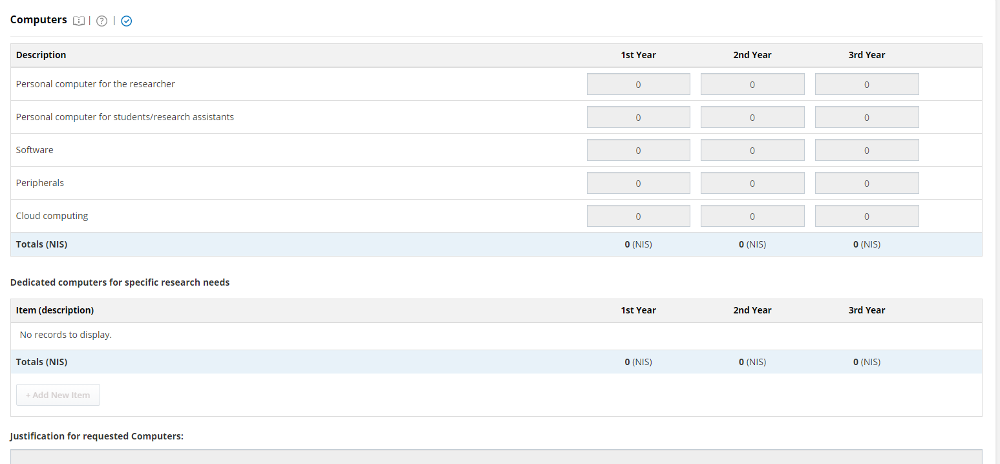 Computers | ? |
Description 1st Year 2nd Year 3rd Year
Personal computer for the researcher 0 0 0
Personal computer for students/research assistants 0 0 0
Software 0 0 0
Peripherals 0 0 0
Cloud computing 0 0 0
Totals (NIS) 0 (NIS) 0 (NIS) 0 (NIS)
Dedicated computers for specific research needs
Item (description) 1st Year 2nd Year 3rd Year
No records to display.
Totals (NIS) 0 (NIS) 0 (NIS) 0 (NIS)
+ Add New Item
Justification for requested Computers: